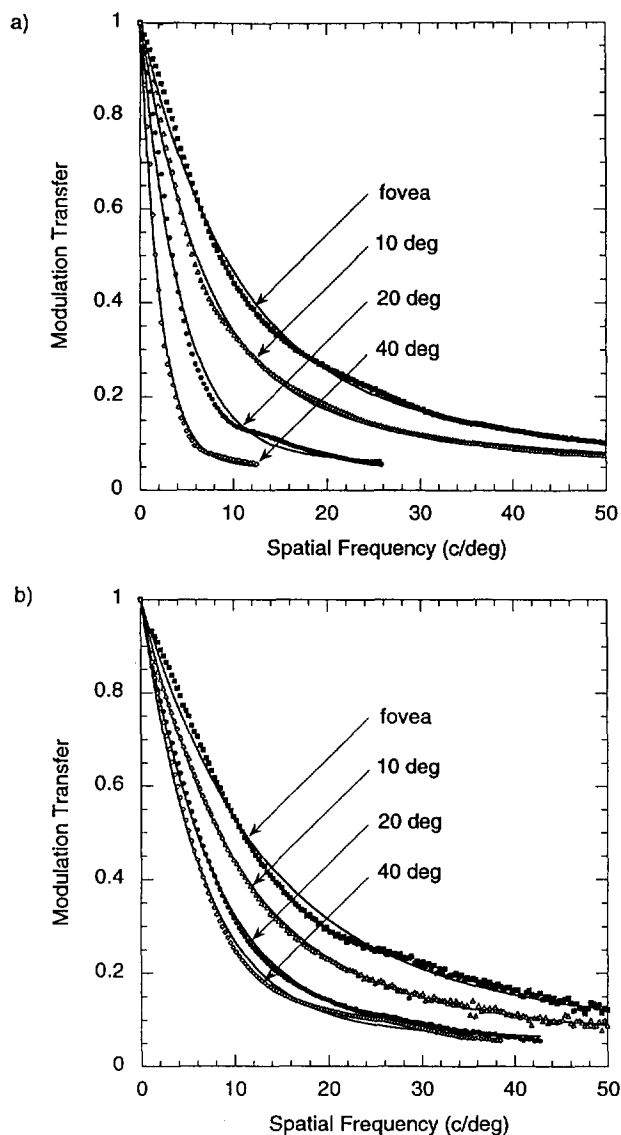 a)
1
0.8
0.6
0.4
0.2
0
Modulation Transfer
fovea
10 deg
20 deg
40 deg
0 10 20 30 40 50
Spatial Frequency (c/deg)
b)
1
0.8
0.6
0.4
0.2
0
Modulation Transfer
fovea
10 deg
20 deg
40 deg
0 10 20 30 40 50
Spatial Frequency (c/deg)